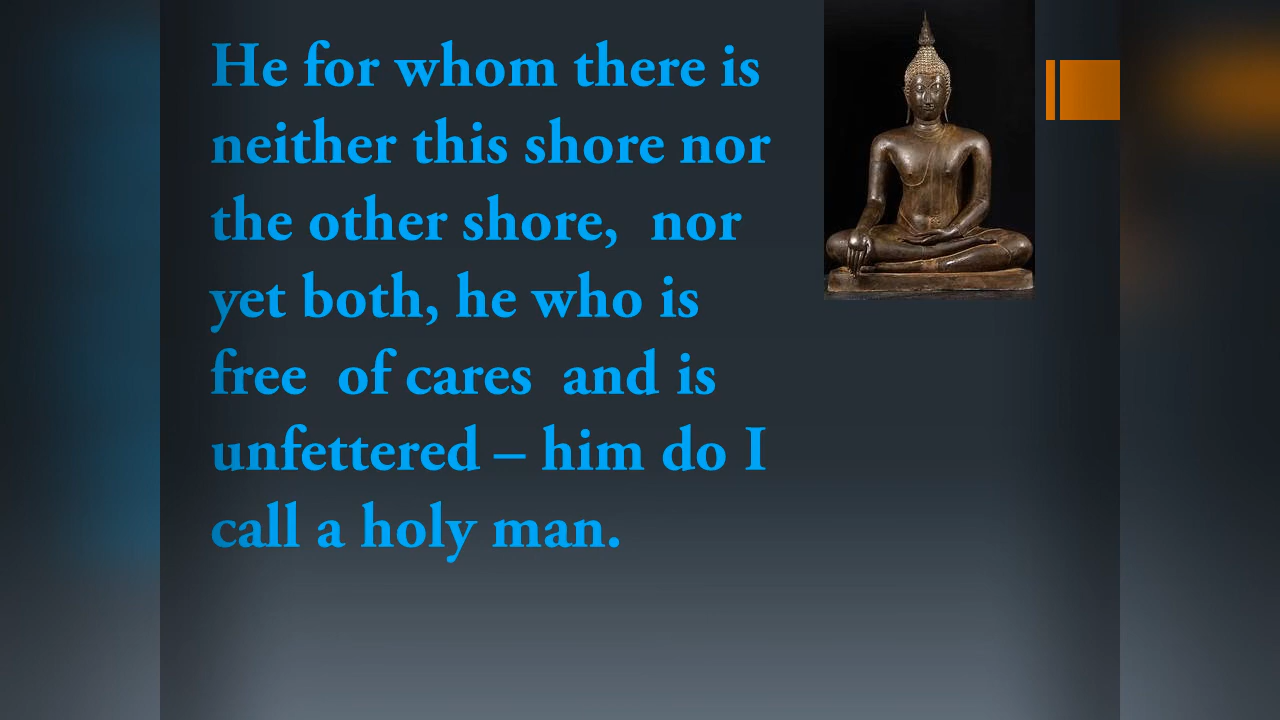 He for whom there is
neither this shore nor
the other shore,  nor
yet both, he who is
free  of cares  and is
unfettered – him do I
call a holy man.